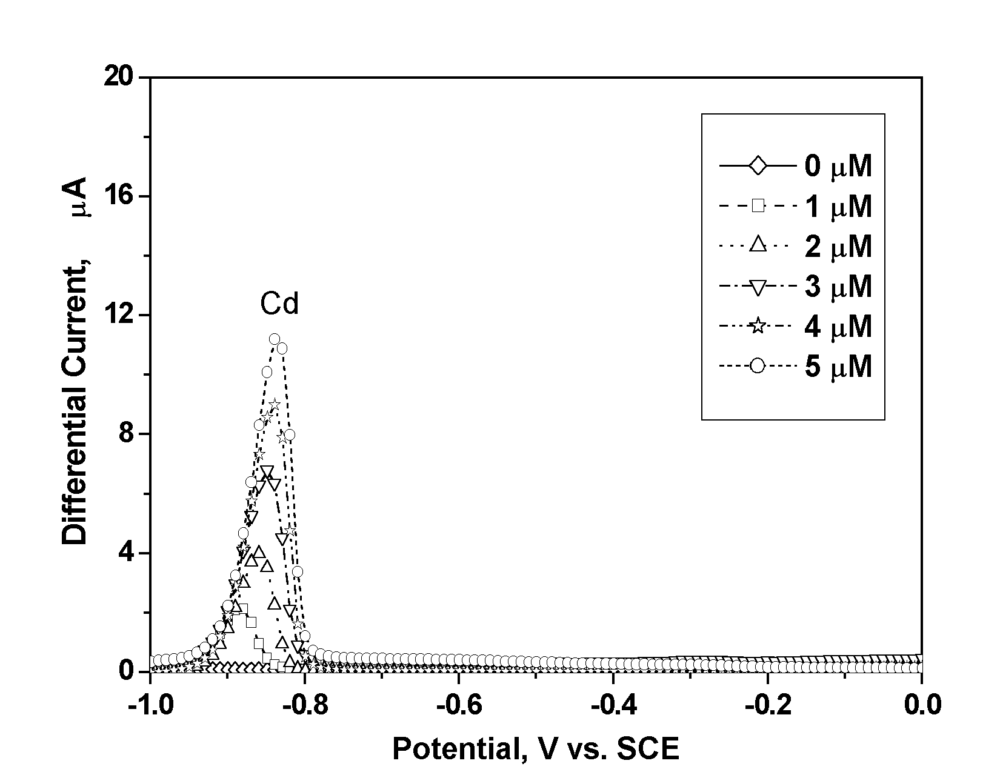 20
16
12
8
4
0
Differential Current, μA
Cd
0 μM
1 μM
2 μM
3 μM
4 μM
5 μM
-1.0 -0.8 -0.6 -0.4 -0.2 0.0
Potential, V vs. SCE